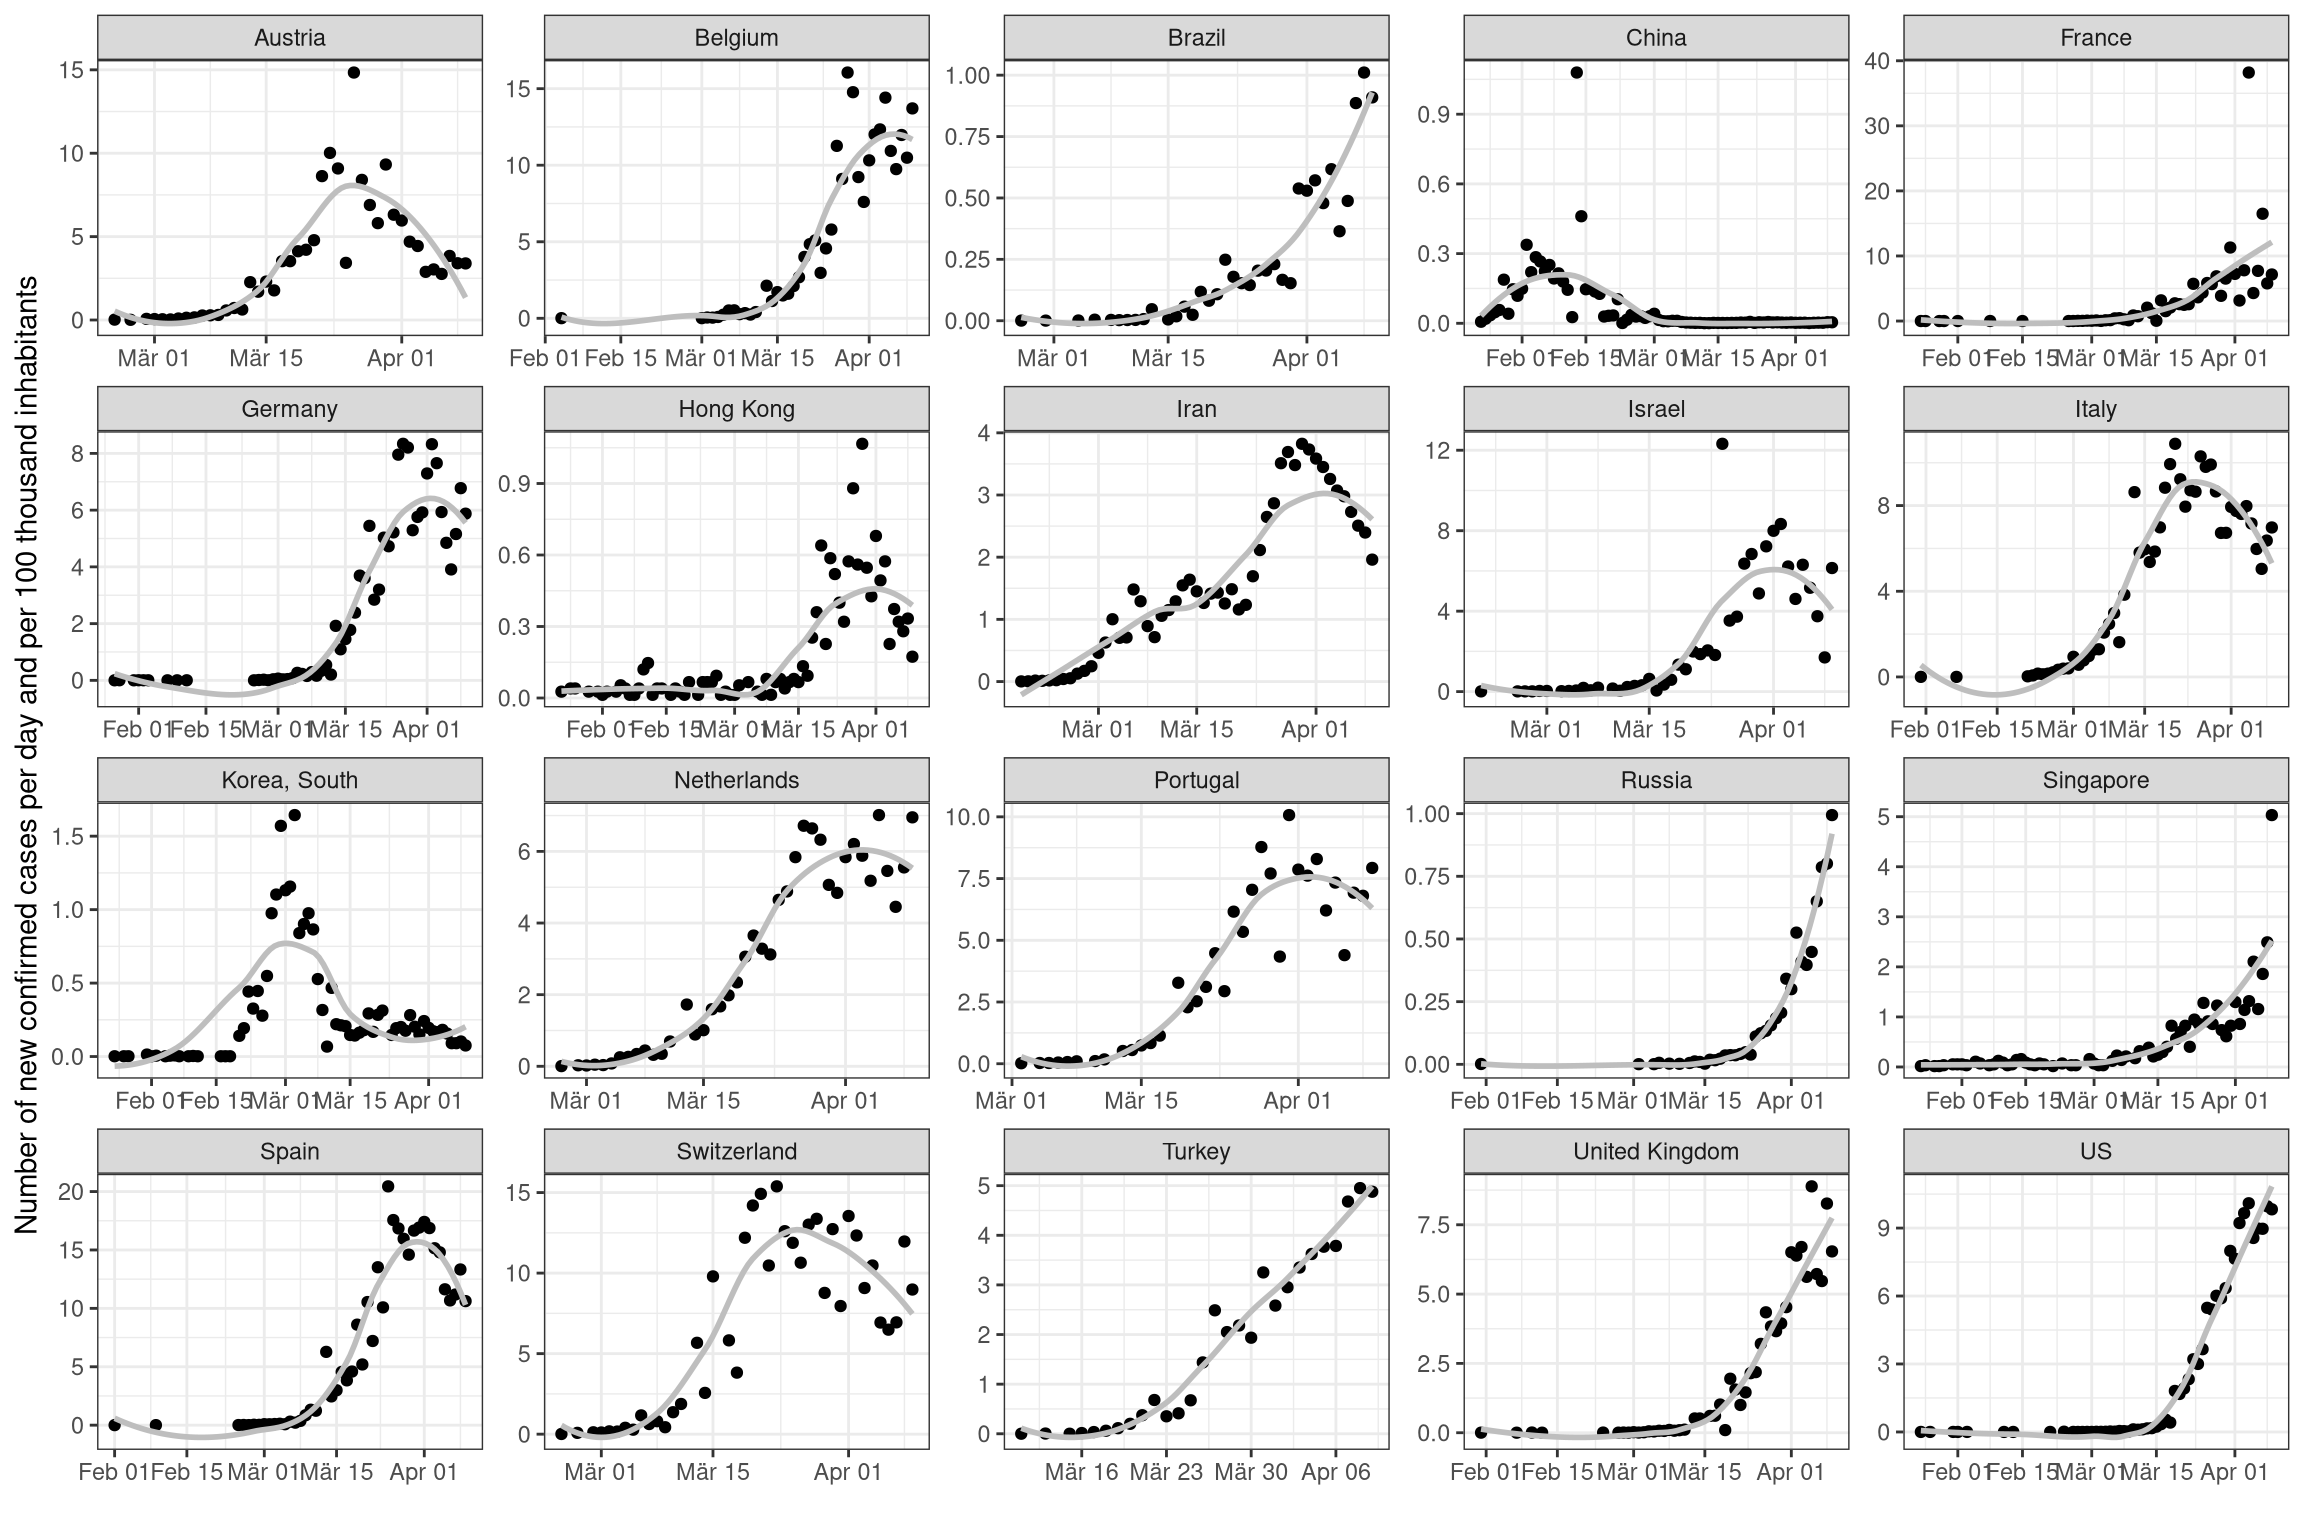 Number of new confirmed cases per day and per 100 thousand inhabitants
Austria Belgium Brazil China France
15 10 5 0
15 10 5 0
1.00 0.75 0.50 0.25 0.00
0.9 0.6 0.3 0.0
40 30 20 10 0
Mär 01 Mär 15 Apr 01
Feb 01 Feb 15 Mär 01 Mär 15 Apr 01
Mär 01 Mär 15 Apr 01
Feb 01 Feb 15 Mär 01 Mär 15 Apr 01
Feb 01 Feb 15 Mär 01 Mär 15 Apr 01
Germany Hong Kong Iran Israel Italy
8 6 4 2 0
0.9 0.6 0.3 0.0
4 3 2 1 0
12 8 4 0
8 4 0
Feb 01 Feb 15 Mär 01 Mär 15 Apr 01
Feb 01 Feb 15 Mär 01 Mär 15 Apr 01
Mär 01 Mär 15 Apr 01
Mär 01 Mär 15 Apr 01
Feb 01 Feb 15 Mär 01 Mär 15 Apr 01
Korea, South Netherlands Portugal Russia Singapore
1.5 1.0 0.5 0.0
6 4 2 0
10.0 7.5 5.0 2.5 0.0
1.00 0.75 0.50 0.25 0.00
5 4 3 2 1 0
Feb 01 Feb 15 Mär 01 Mär 15 Apr 01
Mär 01 Mär 15 Apr 01
Mär 01 Mär 15 Apr 01
Feb 01 Feb 15 Mär 01 Mär 15 Apr 01
Feb 01 Feb 15 Mär 01 Mär 15 Apr 01
Spain Switzerland Turkey United Kingdom US
20 15 10 5 0
15 10 5 0
5 4 3 2 1 0
7.5 5.0 2.5 0.0
9 6 3 0
Feb 01 Feb 15 Mär 01 Mär 15 Apr 01
Mär 01 Mär 15 Apr 01
Mär 16 Mär 23 Mär 30 Apr 06
Feb 01 Feb 15 Mär 01 Mär 15 Apr 01
Feb 01 Feb 15 Mär 01 Mär 15 Apr 01